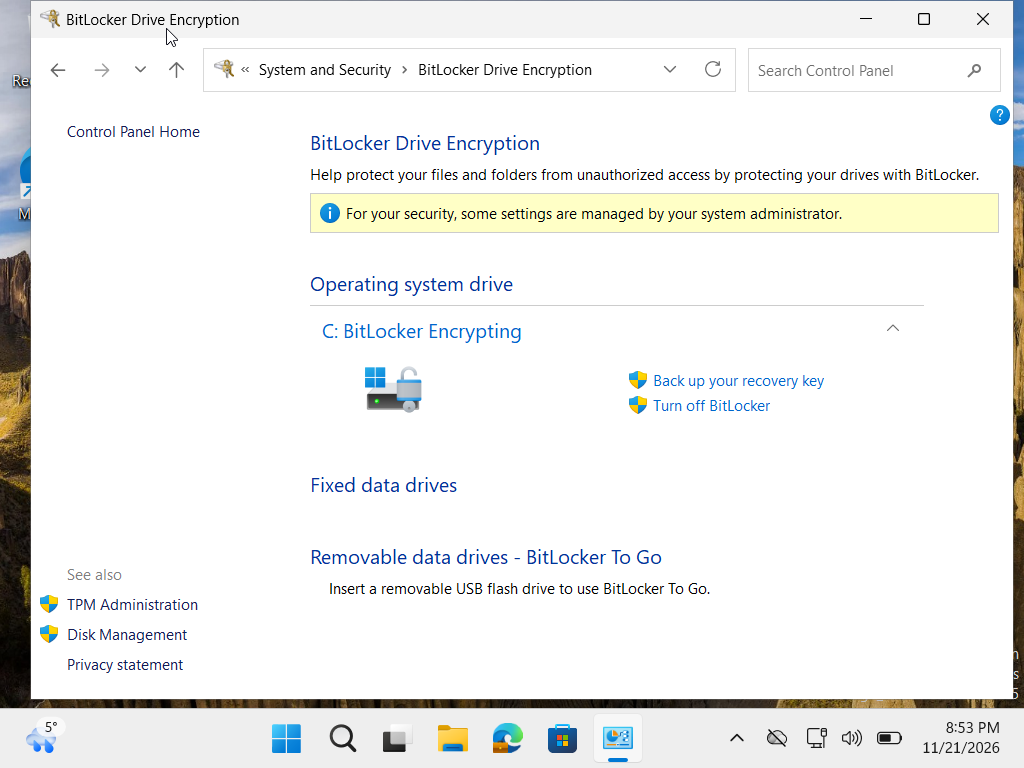 BitLocker Drive Encryption
System and Security › BitLocker Drive Encryption
Search Control Panel
Control Panel Home
BitLocker Drive Encryption
Help protect your files and folders from unauthorized access by protecting your drives with BitLocker.
For your security, some settings are managed by your system administrator.
Operating system drive
C: BitLocker Encrypting
Back up your recovery key
Turn off BitLocker
Fixed data drives
Removable data drives - BitLocker To Go
Insert a removable USB flash drive to use BitLocker To Go.
See also
TPM Administration
Disk Management
Privacy statement
5°
8:53 PM
11/21/2026